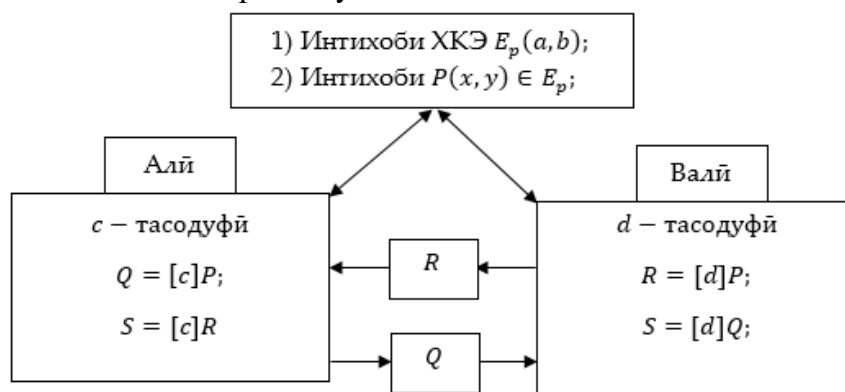 1) Интихоби ХКЭ E_p(a, b);
2) Интихоби P(x, y) ∈ E_p;
Алӣ
c − тасодуфӣ
Q = [c]P;
S = [c]R
R
Q
Валӣ
d − тасодуфӣ
R = [d]P;
S = [d]Q;